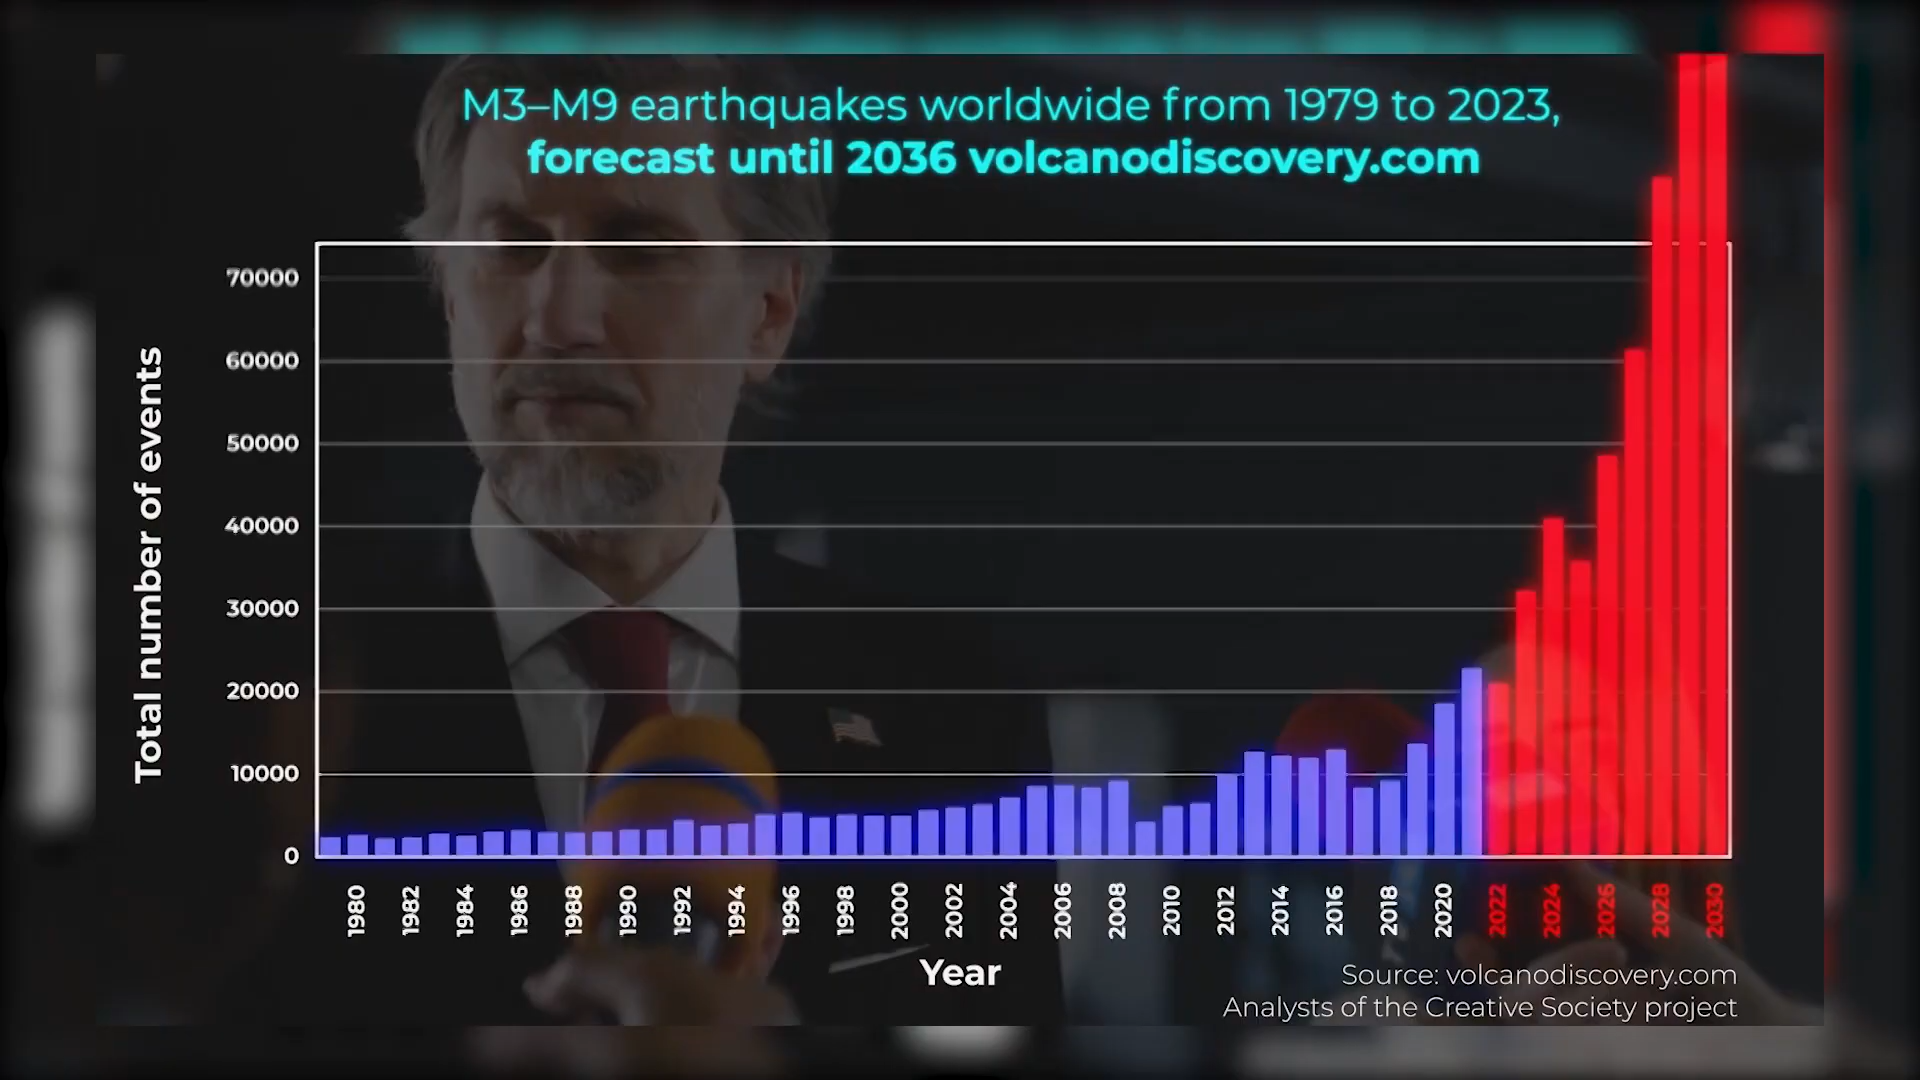 M3–M9 earthquakes worldwide from 1979 to 2023,
forecast until 2036 volcanodiscovery.com
Total number of events
70000
60000
50000
40000
30000
20000
10000
0
1980 1982 1984 1986 1988 1990 1992 1994 1996 1998 2000 2002 2004 2006 2008 2010 2012 2014 2016 2018 2020 2022 2024 2026 2028 2030
Year
Source: volcanodiscovery.com
Analysts of the Creative Society project